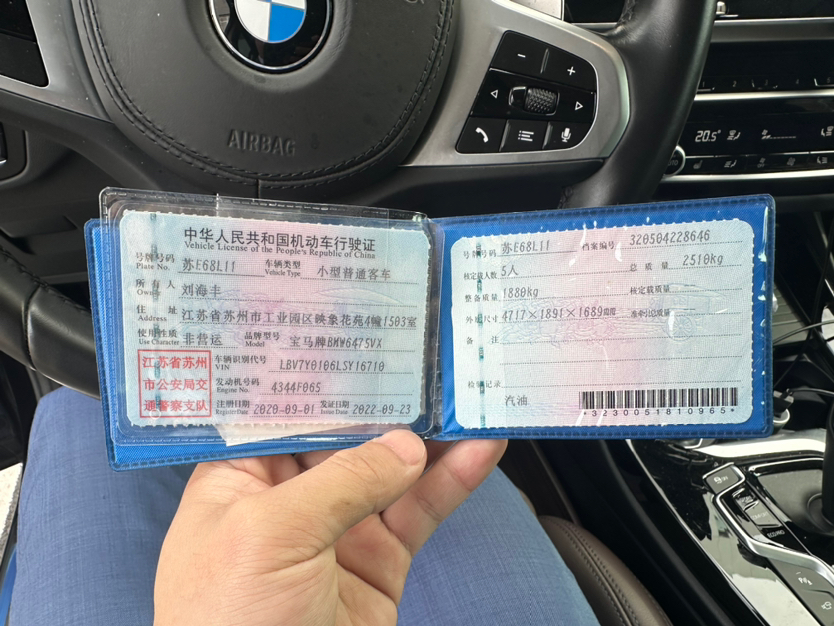 AIRBAG
20.5°
中华人民共和国机动车行驶证
Vehicle License of the People's Republic of China
号牌号码 苏E68L11 车辆类型 小型普通客车
Plate No. Vehicle Type
所有人 刘海丰
Owner
住址 江苏省苏州市工业园区映象花苑4幢1503室
Address
使用性质 非营运 品牌型号 宝马牌BMW6475VX
Use Character Model
江苏省苏州市公安局交通警察支队
车辆识别代号 LBV7Y0106LSY16710
VIN
发动机号码 4344F065
Engine No.
注册日期 2020-09-01 发证日期 2022-09-23
Register Date Issue Date
号牌号码 苏E68L11 档案编号 320504228646
核定载人数 5人 总质量 2510kg
整备质量 1880kg 核定载质量
外廓尺寸 4717×1891×1689 准牵引总质量
备注
检验记录
汽油
*3230051810965*